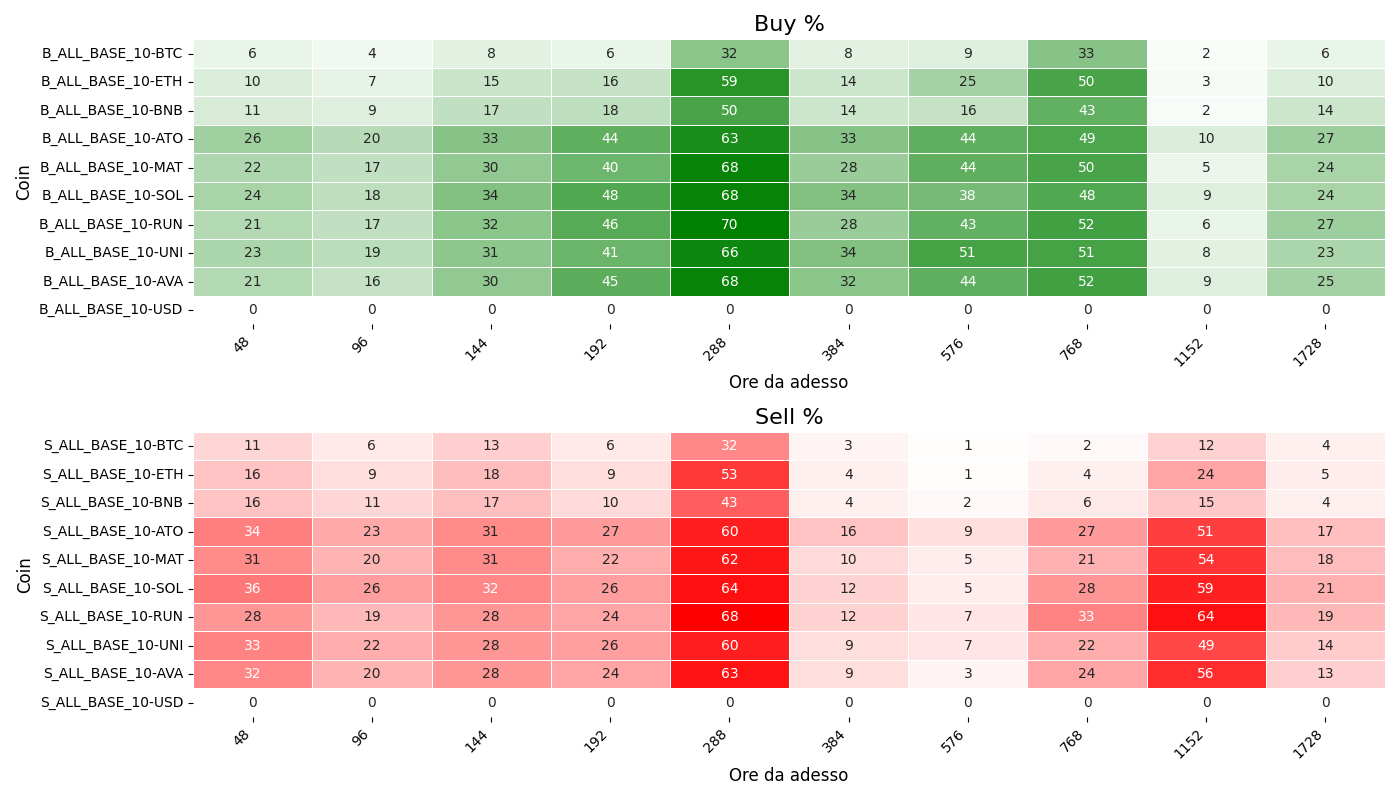 Buy %
Coin
B_ALL_BASE_10-BTC 6 4 8 6 32 8 9 33 2 6
B_ALL_BASE_10-ETH 10 7 15 16 59 14 25 50 3 10
B_ALL_BASE_10-BNB 11 9 17 18 50 14 16 43 2 14
B_ALL_BASE_10-ATO 26 20 33 44 63 33 44 49 10 27
B_ALL_BASE_10-MAT 22 17 30 40 68 28 44 50 5 24
B_ALL_BASE_10-SOL 24 18 34 48 68 34 38 48 9 24
B_ALL_BASE_10-RUN 21 17 32 46 70 28 43 52 6 27
B_ALL_BASE_10-UNI 23 19 31 41 66 34 51 51 8 23
B_ALL_BASE_10-AVA 21 16 30 45 68 32 44 52 9 25
B_ALL_BASE_10-USD 0 0 0 0 0 0 0 0 0 0
48 96 144 192 288 384 576 768 1152 1728
Ore da adesso
Sell %
Coin
S_ALL_BASE_10-BTC 11 6 13 6 32 3 1 2 12 4
S_ALL_BASE_10-ETH 16 9 18 9 53 4 1 4 24 5
S_ALL_BASE_10-BNB 16 11 17 10 43 4 2 6 15 4
S_ALL_BASE_10-ATO 34 23 31 27 60 16 9 27 51 17
S_ALL_BASE_10-MAT 31 20 31 22 62 10 5 21 54 18
S_ALL_BASE_10-SOL 36 26 32 26 64 12 5 28 59 21
S_ALL_BASE_10-RUN 28 19 28 24 68 12 7 33 64 19
S_ALL_BASE_10-UNI 33 22 28 26 60 9 7 22 49 14
S_ALL_BASE_10-AVA 32 20 28 24 63 9 3 24 56 13
S_ALL_BASE_10-USD 0 0 0 0 0 0 0 0 0 0
48 96 144 192 288 384 576 768 1152 1728
Ore da adesso